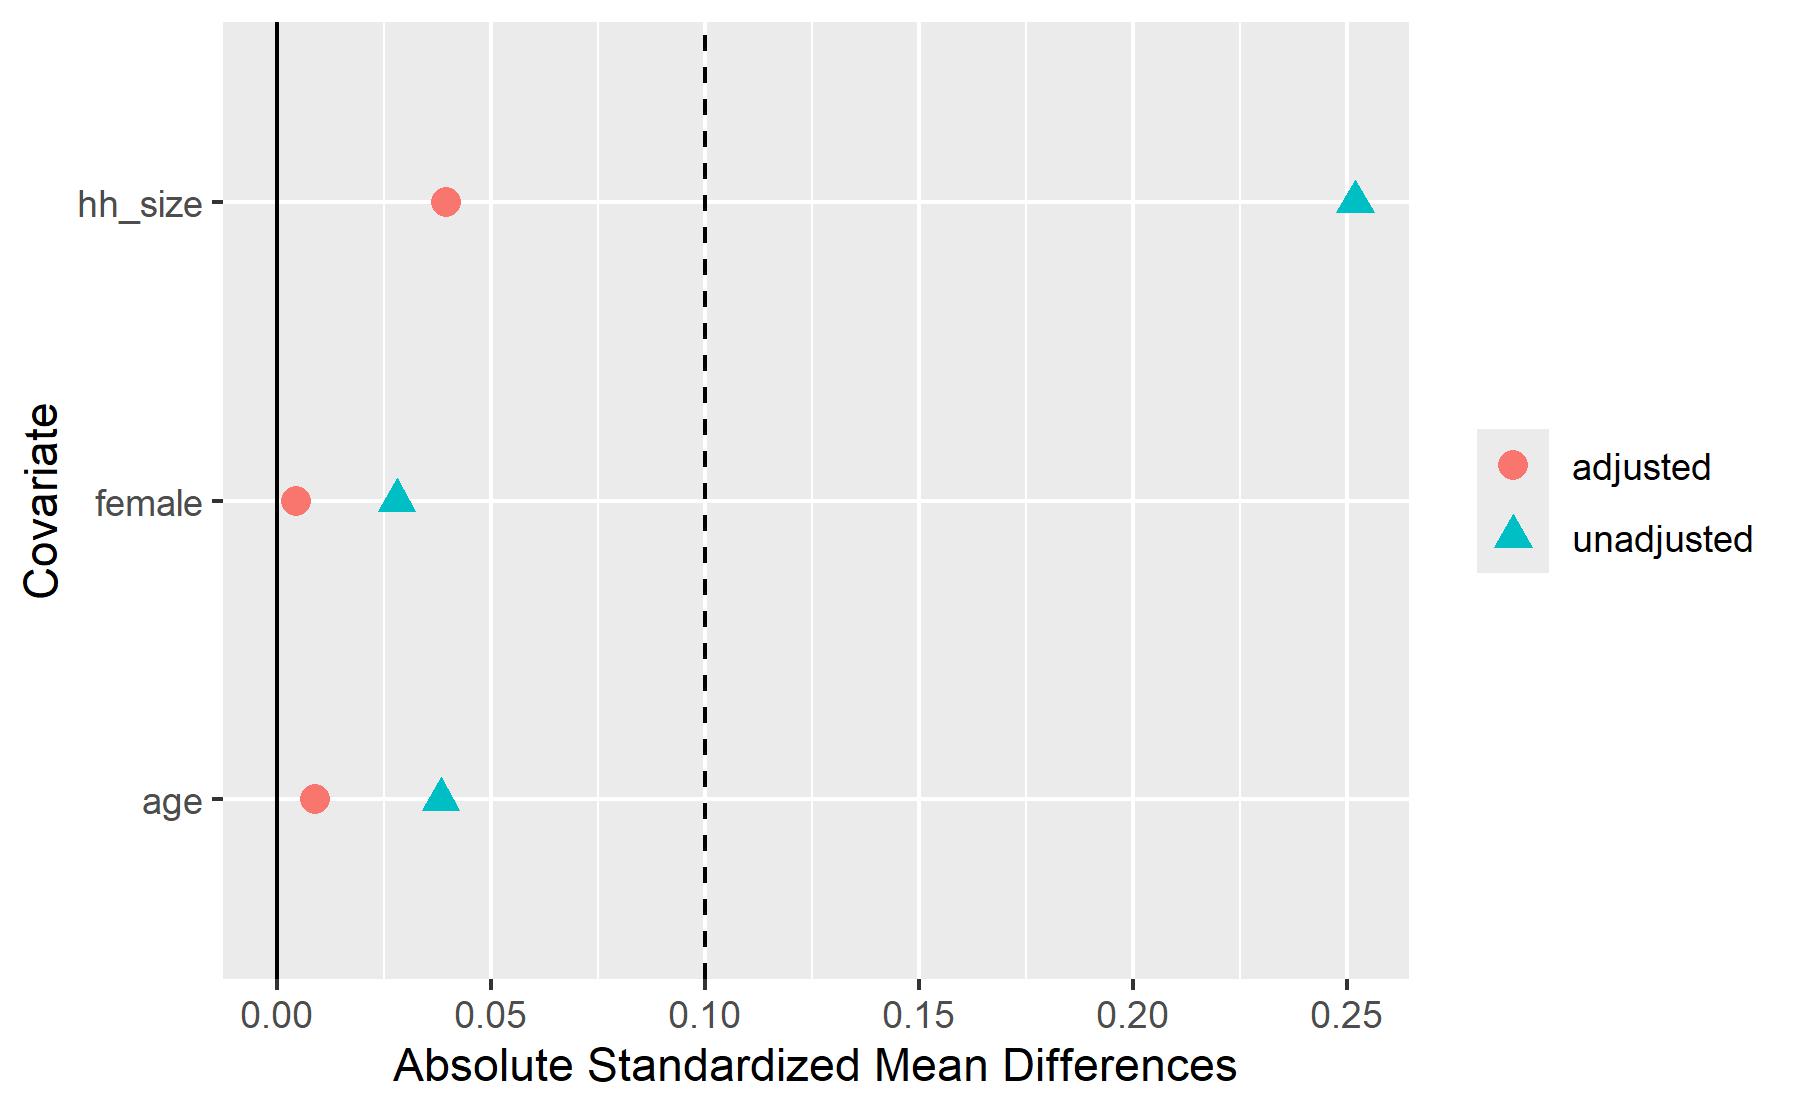 hh_size
female
age
Covariate
0.00 0.05 0.10 0.15 0.20 0.25
Absolute Standardized Mean Differences
adjusted
unadjusted